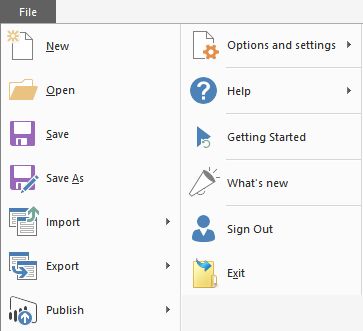 File
New
Open
Save
Save As
Import
Export
Publish
Options and settings
Help
Getting Started
What's new
Sign Out
Exit